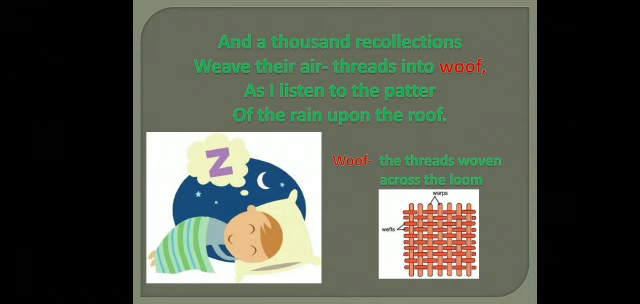 And a thousand recollections
Weave their air- threads into woof,
As I listen to the patter
Of the rain upon the roof.
Z
Woof- the threads woven
across the loom
warps
wefts